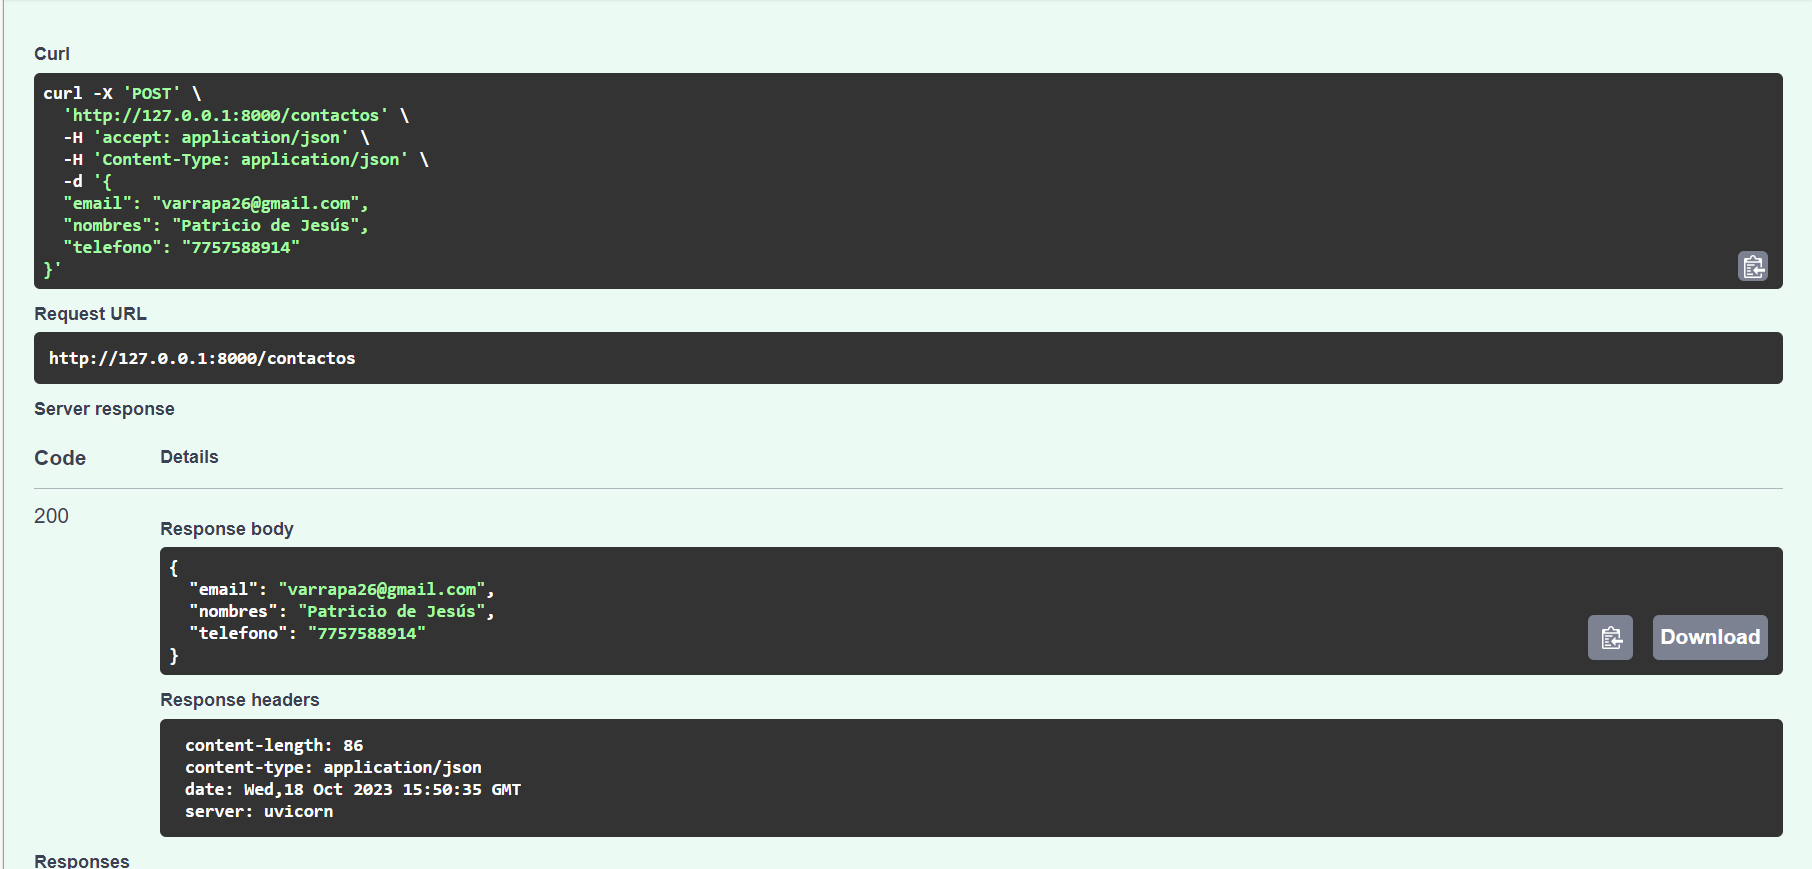 Curl
curl -X 'POST' \
'http://127.0.0.1:8000/contactos' \
-H 'accept: application/json' \
-H 'Content-Type: application/json' \
-d '{
"email": "varrapa26@gmail.com",
"nombres": "Patricio de Jesús",
"telefono": "7757588914"
}'
Request URL
http://127.0.0.1:8000/contactos
Server response
Code Details
200
Response body
{
"email": "varrapa26@gmail.com",
"nombres": "Patricio de Jesús",
"telefono": "7757588914"
}
Download
Response headers
content-length: 86
content-type: application/json
date: Wed,18 Oct 2023 15:50:35 GMT
server: uvicorn
Responses